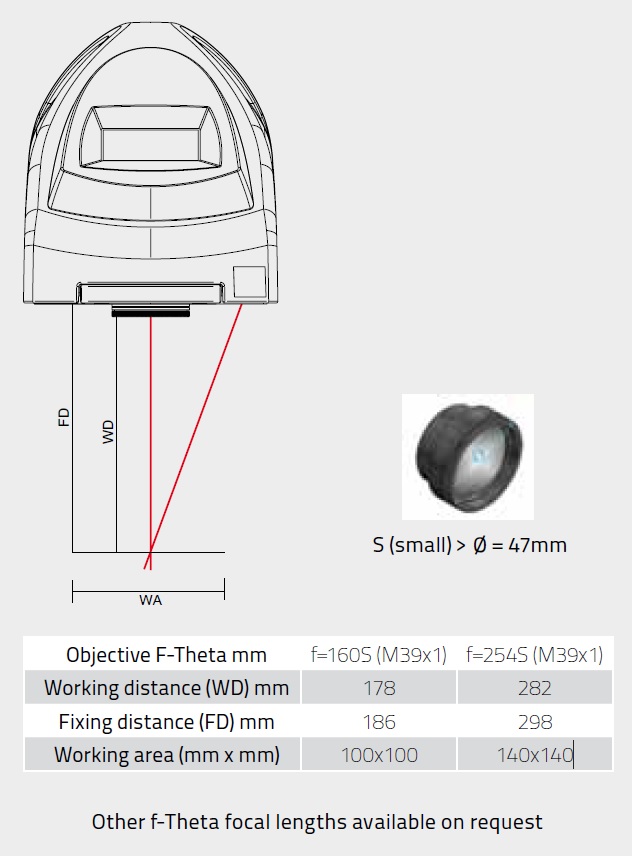 FD
WD
WA
S (small) > Ø = 47mm
Objective F-Theta mm f=160S (M39x1) f=254S (M39x1)
Working distance (WD) mm 178 282
Fixing distance (FD) mm 186 298
Working area (mm x mm) 100x100 140x140
Other f-Theta focal lengths available on request